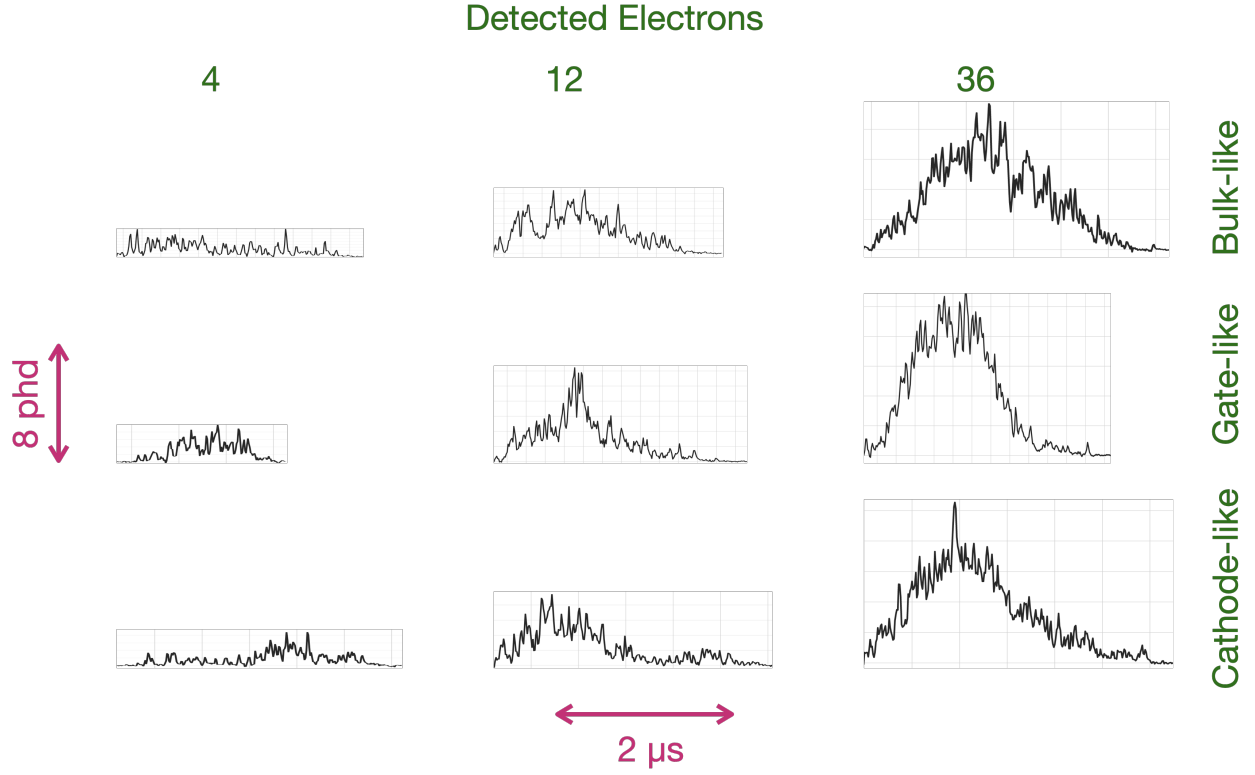 Detected Electrons
4 12 36
Bulk-like
Gate-like
8 phd
Cathode-like
2 μs